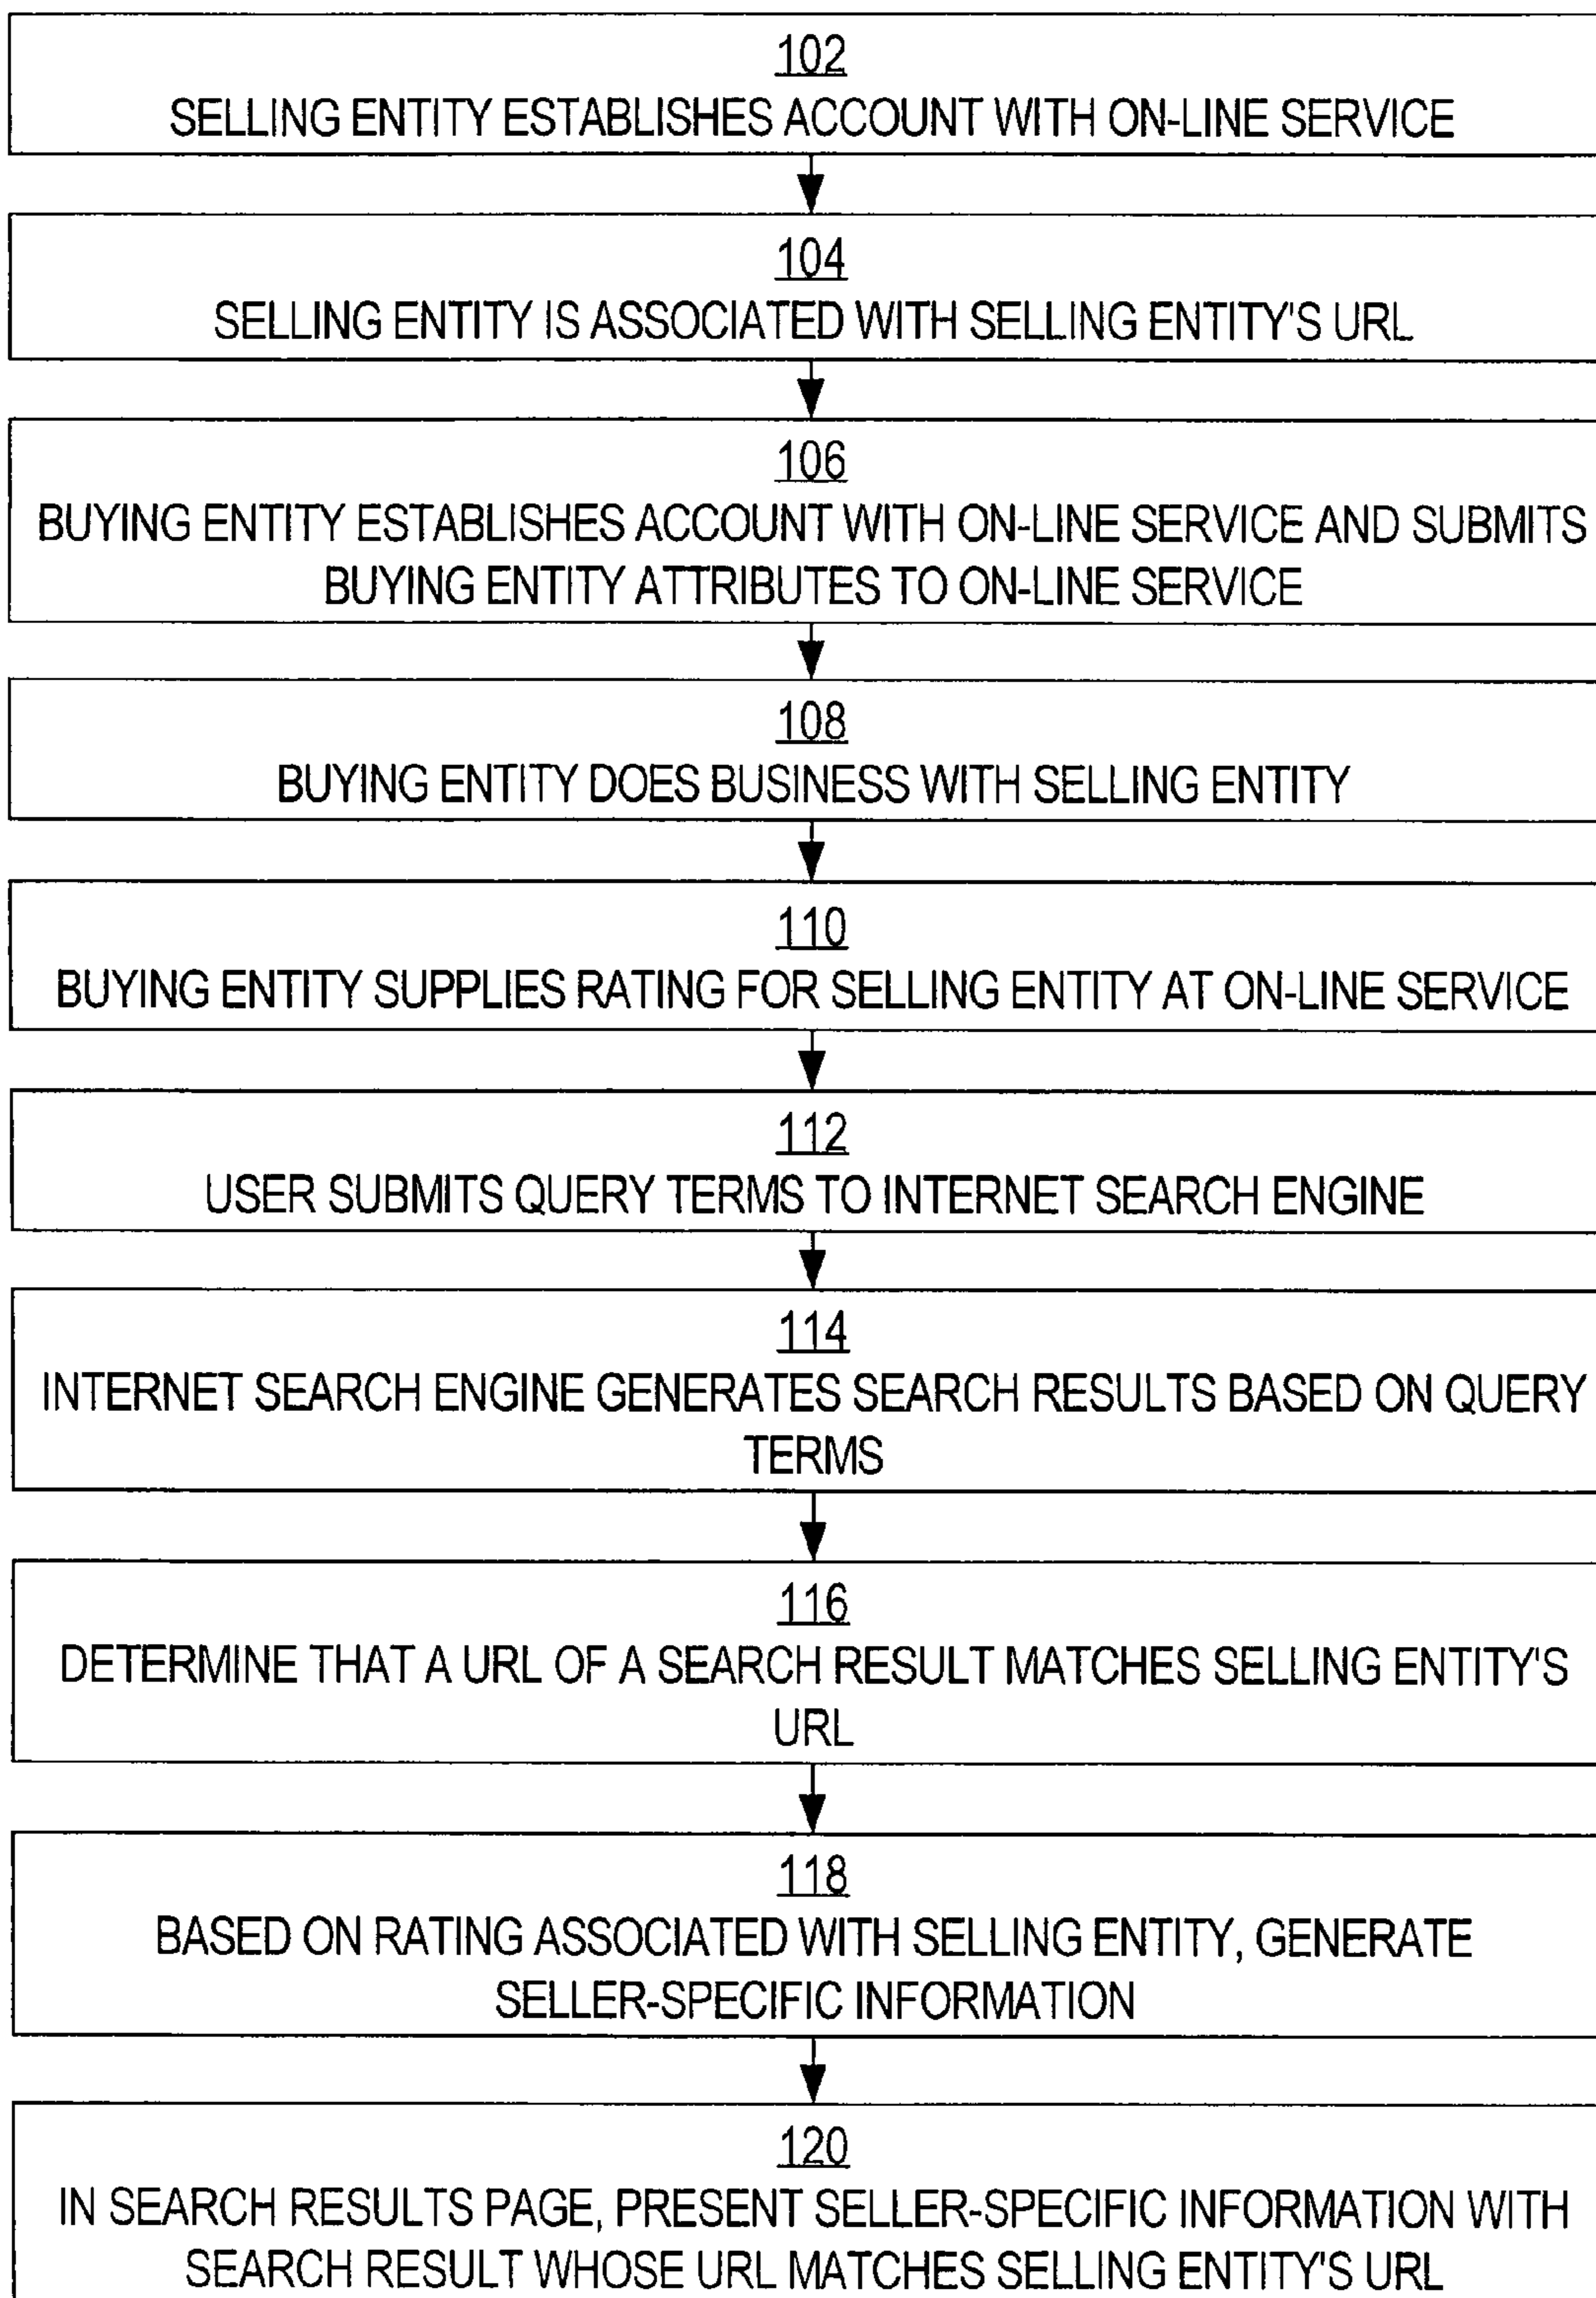 102
SELLING ENTITY ESTABLISHES ACCOUNT WITH ON-LINE SERVICE
104
SELLING ENTITY IS ASSOCIATED WITH SELLING ENTITY'S URL
106
BUYING ENTITY ESTABLISHES ACCOUNT WITH ON-LINE SERVICE AND SUBMITS
BUYING ENTITY ATTRIBUTES TO ON-LINE SERVICE
108
BUYING ENTITY DOES BUSINESS WITH SELLING ENTITY
110
BUYING ENTITY SUPPLIES RATING FOR SELLING ENTITY AT ON-LINE SERVICE
112
USER SUBMITS QUERY TERMS TO INTERNET SEARCH ENGINE
114
INTERNET SEARCH ENGINE GENERATES SEARCH RESULTS BASED ON QUERY
TERMS
116
DETERMINE THAT A URL OF A SEARCH RESULT MATCHES SELLING ENTITY'S
URL
118
BASED ON RATING ASSOCIATED WITH SELLING ENTITY, GENERATE
SELLER-SPECIFIC INFORMATION
120
IN SEARCH RESULTS PAGE, PRESENT SELLER-SPECIFIC INFORMATION WITH
SEARCH RESULT WHOSE URL MATCHES SELLING ENTITY'S URL